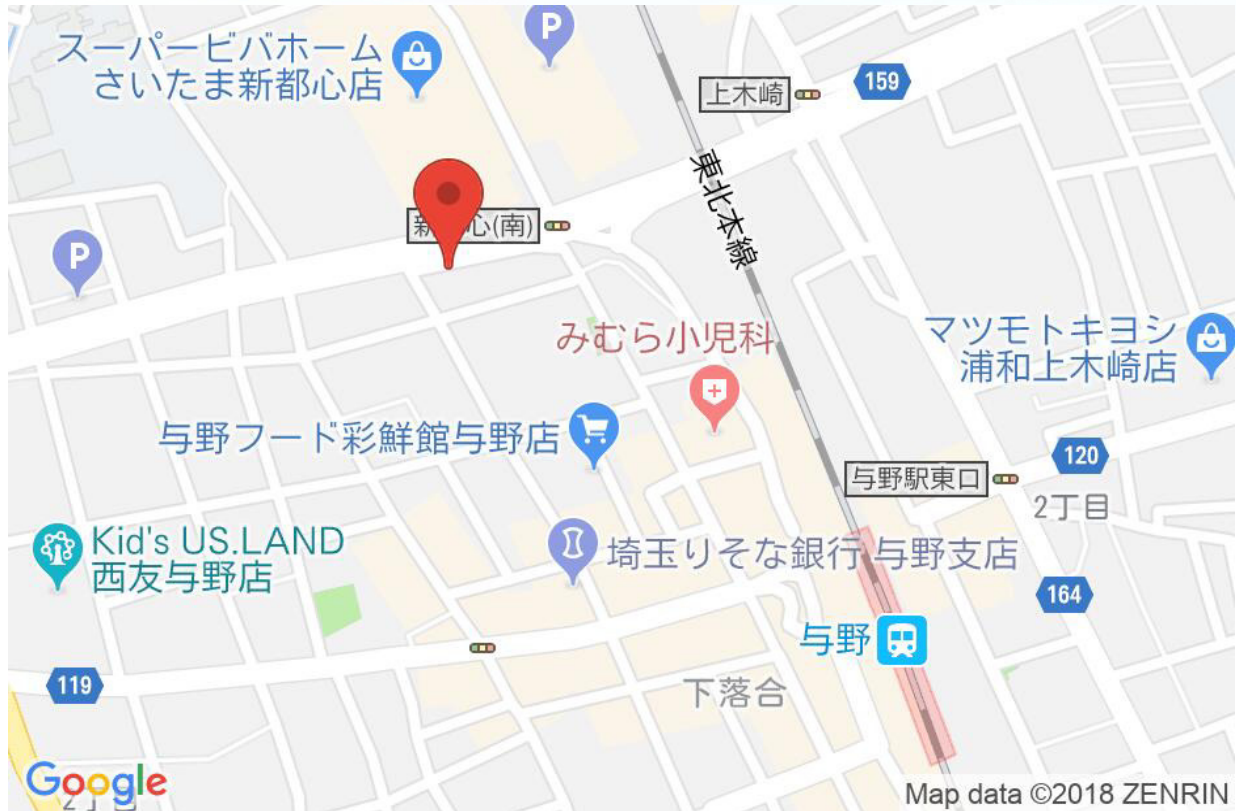 スーパービバホーム
さいたま新都心店
P
上木崎
159
東北本線
新
心(南)
P
みむら小児科
マツモトキヨシ
浦和上木崎店
与野フード彩鮮館与野店
120
与野駅東口
2丁目
Kid's US.LAND
西友与野店
埼玉りそな銀行 与野支店
164
与野
119
下落合
Google
Map data ©2018 ZENRIN